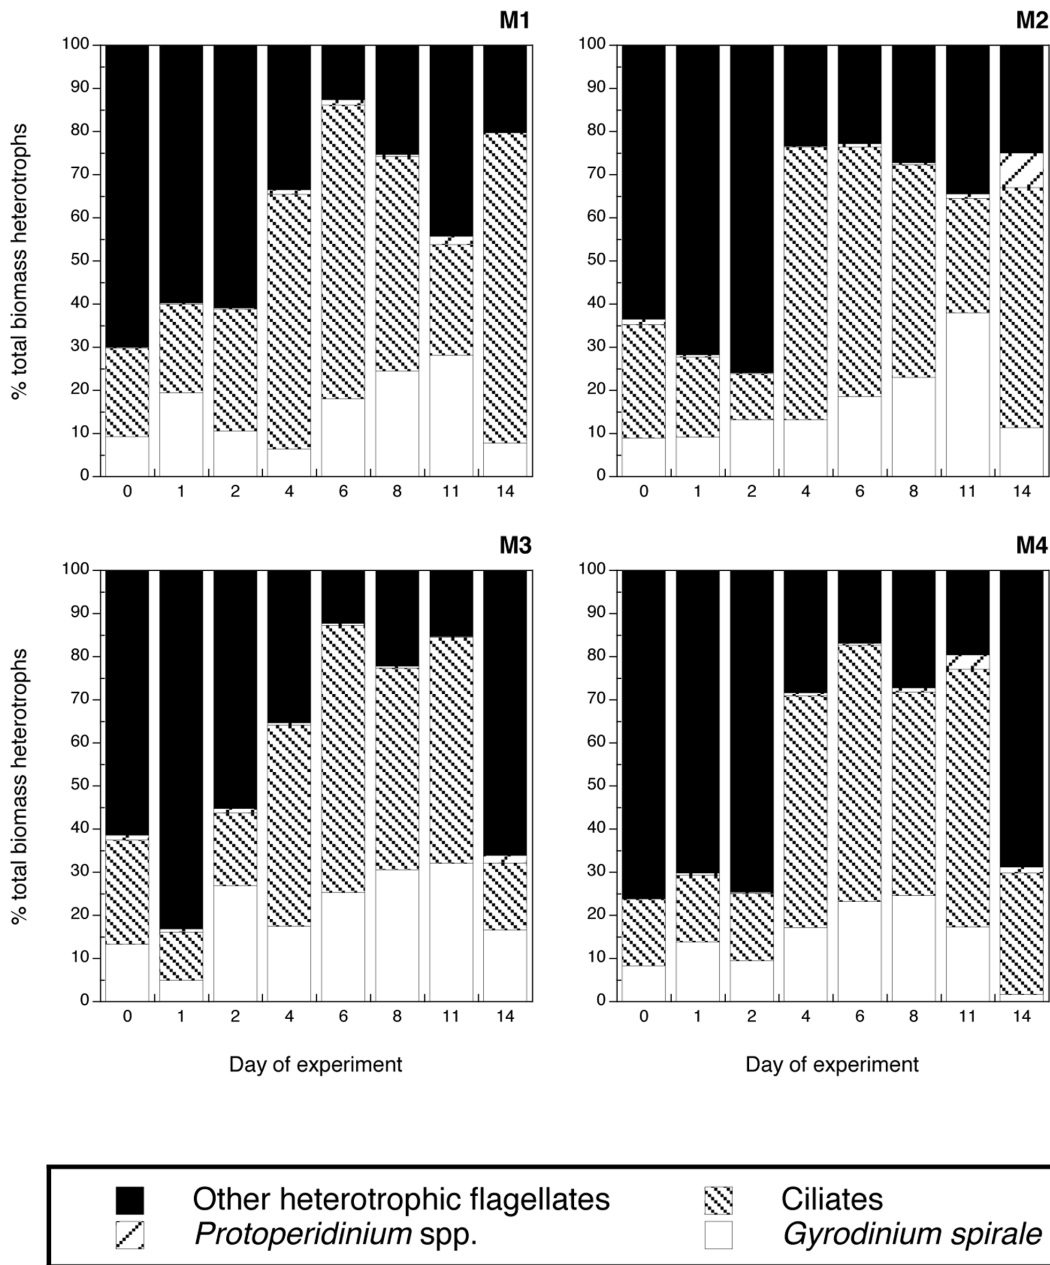 M1
M2
% total biomass heterotrophs
100
90
80
70
60
50
40
30
20
10
0
0 1 2 4 6 8 11 14
100
90
80
70
60
50
40
30
20
10
0
0 1 2 4 6 8 11 14
M3
M4
% total biomass heterotrophs
100
90
80
70
60
50
40
30
20
10
0
0 1 2 4 6 8 11 14
100
90
80
70
60
50
40
30
20
10
0
0 1 2 4 6 8 11 14
Day of experiment
Day of experiment
Other heterotrophic flagellates
Ciliates
Protoperidinium spp.
Gyrodinium spirale